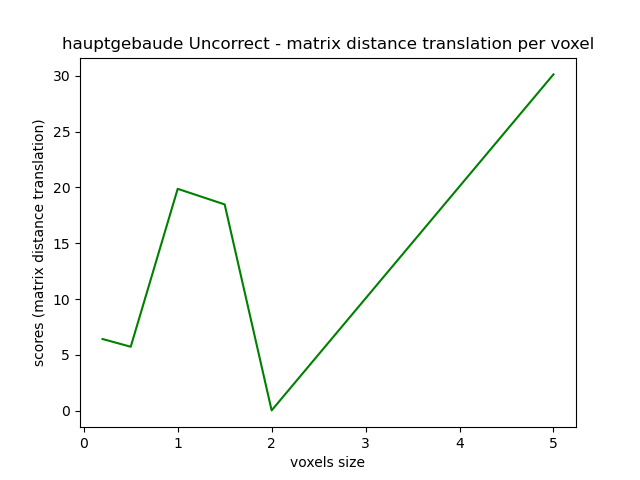 hauptgebaude Uncorrect - matrix distance translation per voxel
scores (matrix distance translation)
30
25
20
15
10
5
0
0 1 2 3 4 5
voxels size